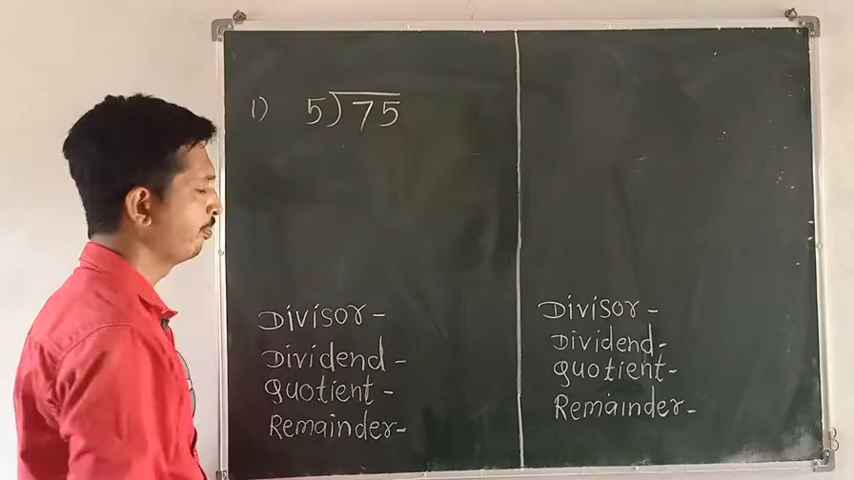 1) 5)75
Divisor-
Dividend-
Quotient-
Remainder-
Divisor-
Dividend-
Quotient-
Remainder-